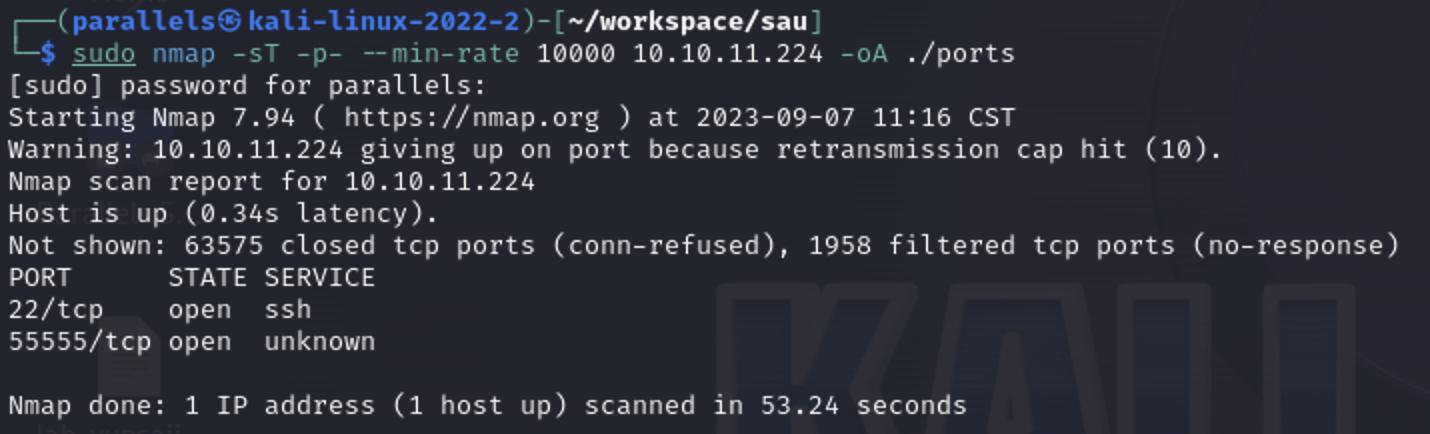 ┌──(parallels㉿kali-linux-2022-2)-[~/workspace/sau]
└─$ sudo nmap -sT -p- --min-rate 10000 10.10.11.224 -oA ./ports
[sudo] password for parallels:
Starting Nmap 7.94 ( https://nmap.org ) at 2023-09-07 11:16 CST
Warning: 10.10.11.224 giving up on port because retransmission cap hit (10).
Nmap scan report for 10.10.11.224
Host is up (0.34s latency).
Not shown: 63575 closed tcp ports (conn-refused), 1958 filtered tcp ports (no-response)
PORT      STATE SERVICE
22/tcp    open  ssh
55555/tcp open  unknown
Nmap done: 1 IP address (1 host up) scanned in 53.24 seconds
KALI